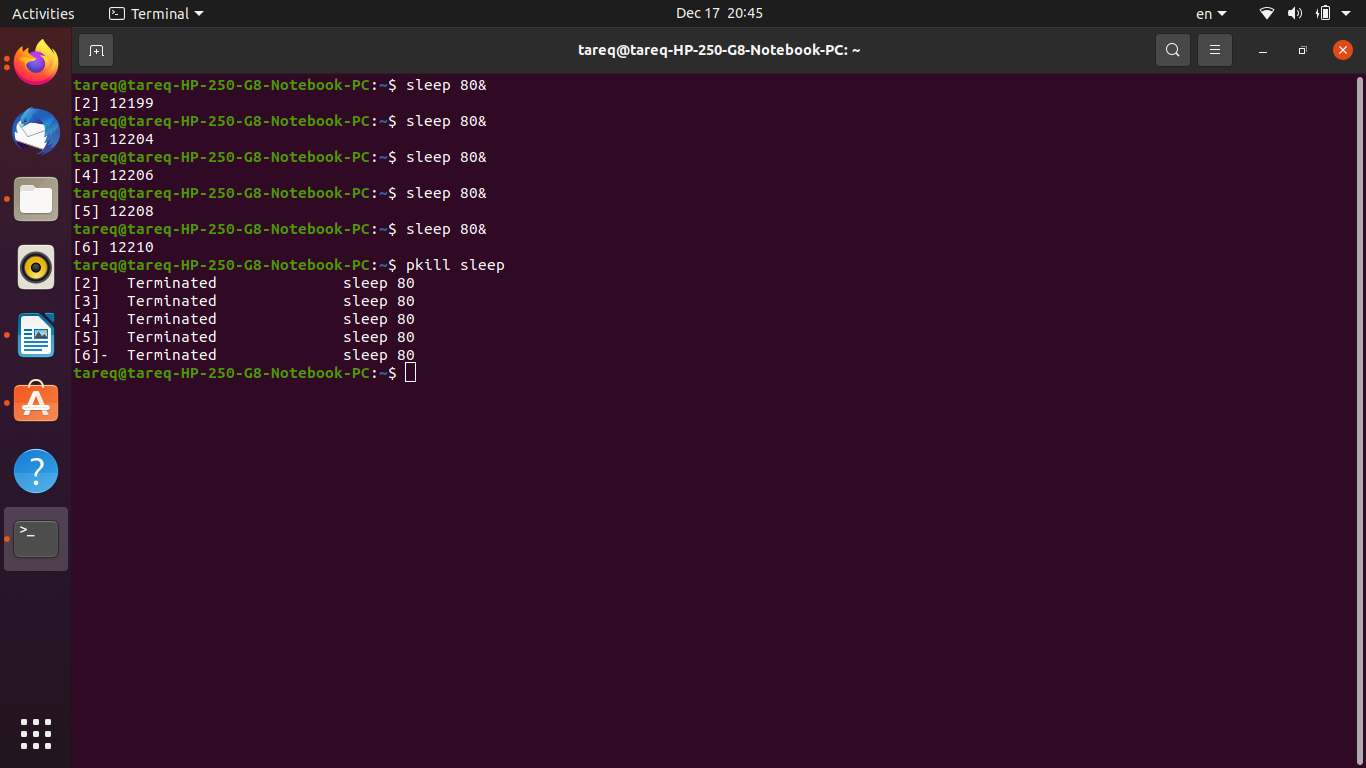 Activities Terminal Dec 17 20:45 en
tareq@tareq-HP-250-G8-Notebook-PC: ~
tareq@tareq-HP-250-G8-Notebook-PC:~$ sleep 80&
[2] 12199
tareq@tareq-HP-250-G8-Notebook-PC:~$ sleep 80&
[3] 12204
tareq@tareq-HP-250-G8-Notebook-PC:~$ sleep 80&
[4] 12206
tareq@tareq-HP-250-G8-Notebook-PC:~$ sleep 80&
[5] 12208
tareq@tareq-HP-250-G8-Notebook-PC:~$ sleep 80&
[6] 12210
tareq@tareq-HP-250-G8-Notebook-PC:~$ pkill sleep
[2]   Terminated              sleep 80
[3]   Terminated              sleep 80
[4]   Terminated              sleep 80
[5]   Terminated              sleep 80
[6]-  Terminated              sleep 80
tareq@tareq-HP-250-G8-Notebook-PC:~$